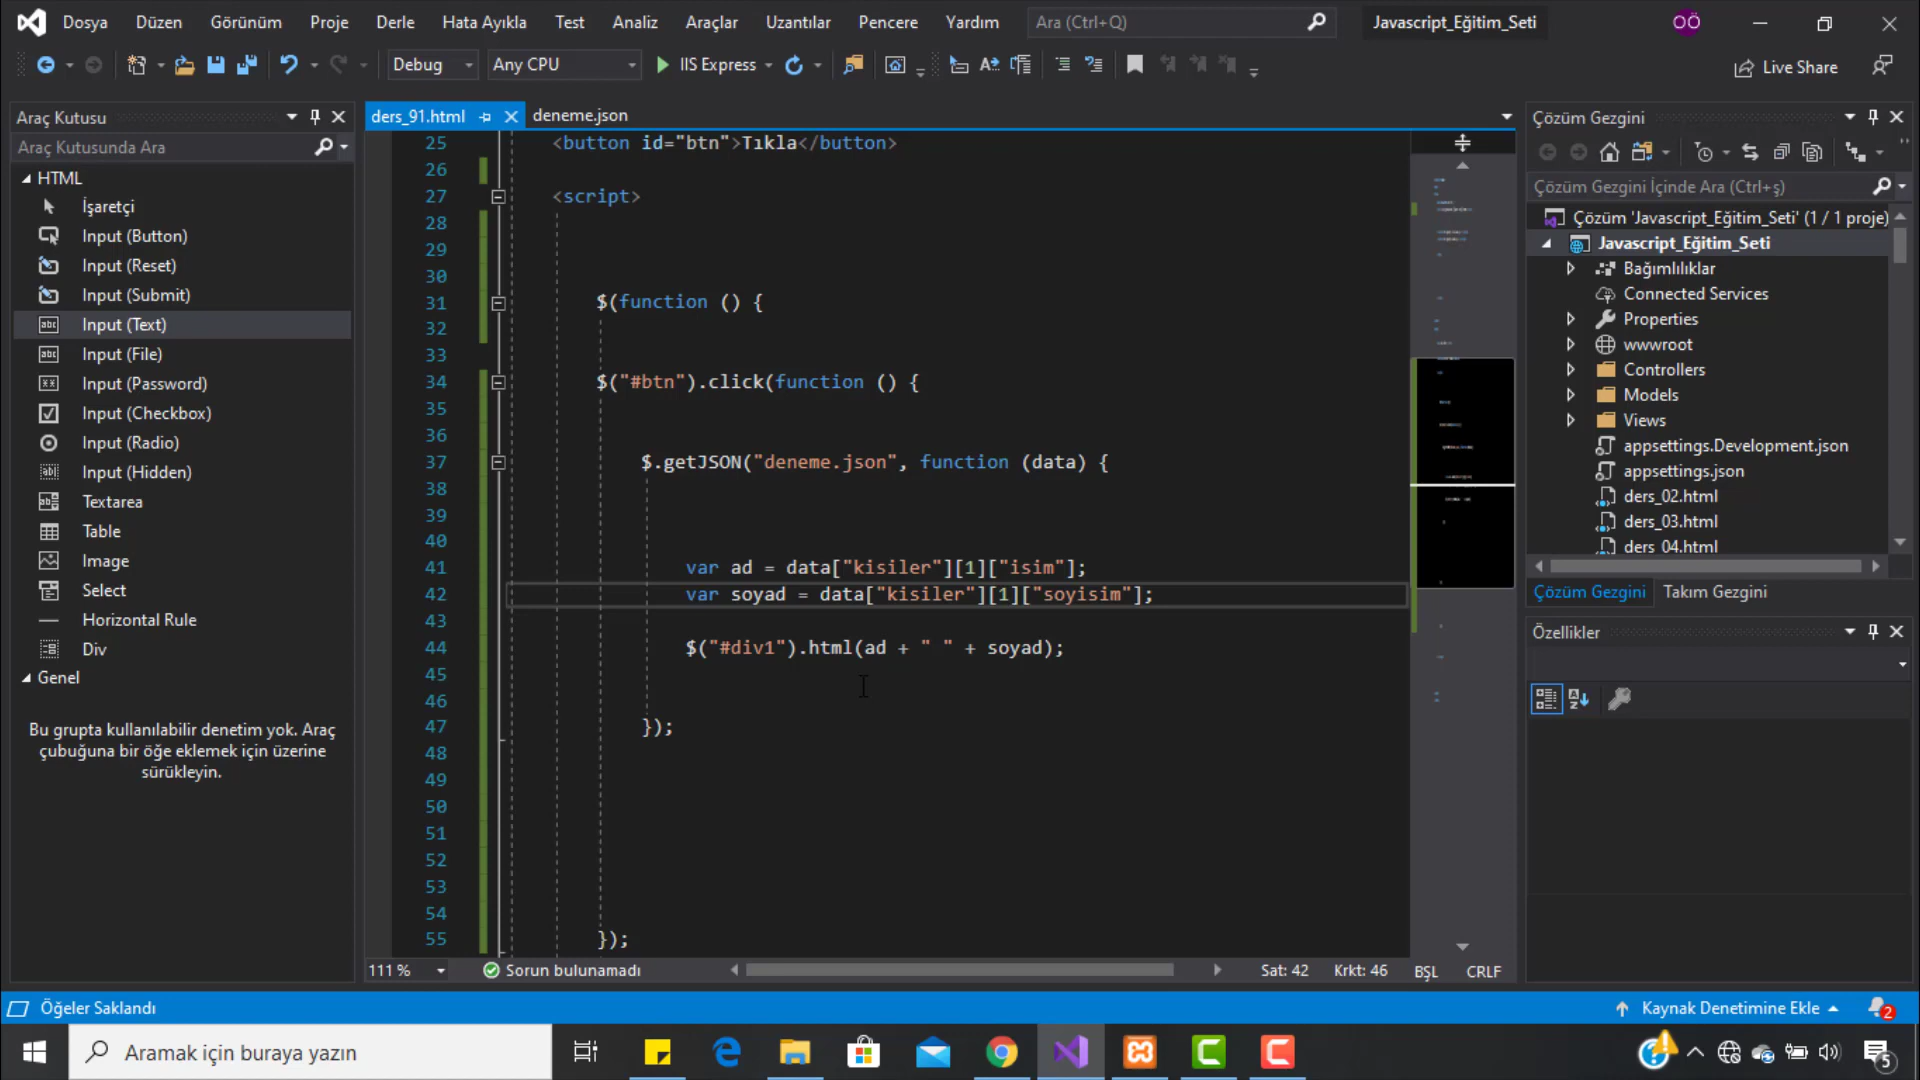 Dosya Düzen Görünüm Proje Derle Hata Ayıkla Test Analiz Araçlar Uzantılar Pencere Yardım Ara (Ctrl+Q) Javascript_Eğitim_Seti OÖ
Debug Any CPU IIS Express Live Share
Araç Kutusu
Araç Kutusunda Ara
HTML
İşaretçi
Input (Button)
Input (Reset)
Input (Submit)
Input (Text)
Input (File)
Input (Password)
Input (Checkbox)
Input (Radio)
Input (Hidden)
Textarea
Table
Image
Select
Horizontal Rule
Div
Genel
Bu grupta kullanılabilir denetim yok. Araç
çubuğuna bir öğe eklemek için üzerine
sürükleyin.
ders_91.html deneme.json
25 <button id="btn">Tıkla</button>
26
27 <script>
28
29
30
31 $(function () {
32
33
34 $("#btn").click(function () {
35
36
37 $.getJSON("deneme.json", function (data) {
38
39
40
41 var ad = data["kisiler"][1]["isim"];
42 var soyad = data["kisiler"][1]["soyisim"];
43
44 $("#div1").html(ad + " " + soyad);
45
46
47 });
48
49
50
51
52
53
54
55 });
111 % Sorun bulunamadı Sat: 42 Krkt: 46 BŞL CRLF
Çözüm Gezgini
Çözüm Gezgini İçinde Ara (Ctrl+ş)
Çözüm 'Javascript_Eğitim_Seti' (1 / 1 proje)
Javascript_Eğitim_Seti
Bağımlılıklar
Connected Services
Properties
wwwroot
Controllers
Models
Views
appsettings.Development.json
appsettings.json
ders_02.html
ders_03.html
ders_04.html
Çözüm Gezgini Takım Gezgini
Özellikler
Öğeler Saklandı Kaynak Denetimine Ekle 2
Aramak için buraya yazın 5